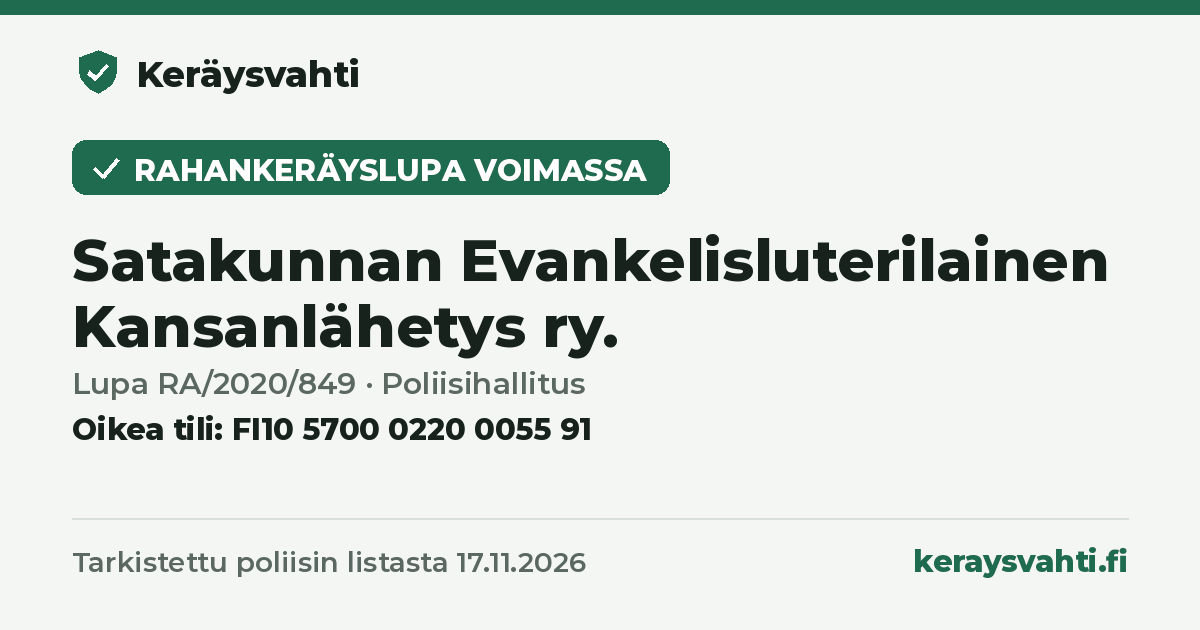 Keräysvahti
RAHANKERÄYSLUPA VOIMASSA
Satakunnan Evankelisluterilainen
Kansanlähetys ry.
Lupa RA/2020/849 · Poliisihallitus
Oikea tili: FI10 5700 0220 0055 91
Tarkistettu poliisin listasta 17.11.2026
keraysvahti.fi